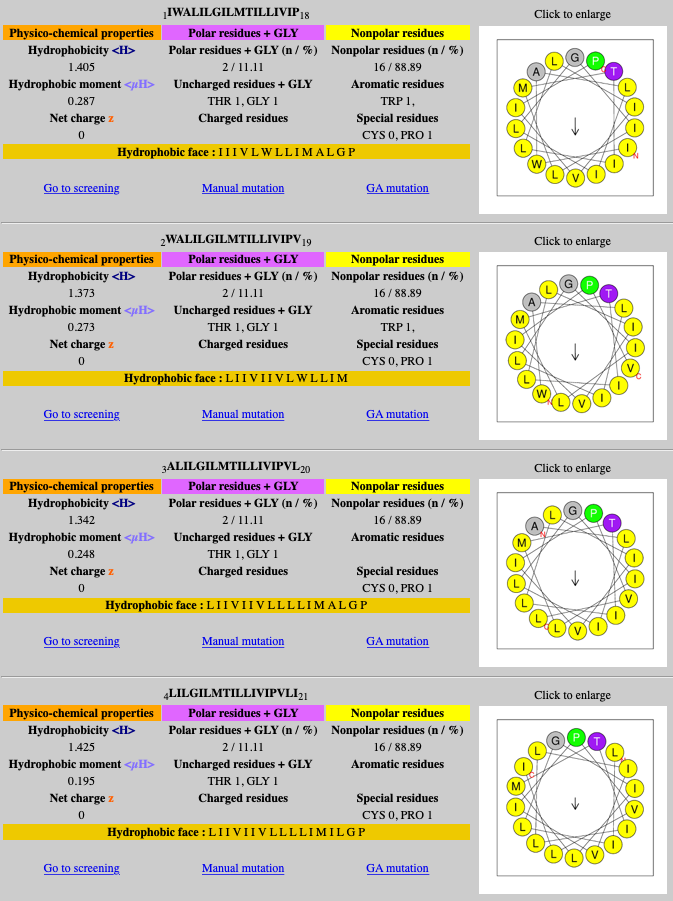 1IWALILGILMTILLIVIP18
Click to enlarge
Physico-chemical properties Polar residues + GLY Nonpolar residues
Hydrophobicity <H> Polar residues + GLY (n / %) Nonpolar residues (n / %)
1.405 2 / 11.11 16 / 88.89
Hydrophobic moment <μH> Uncharged residues + GLY Aromatic residues
0.287 THR 1, GLY 1 TRP 1,
Net charge z Charged residues Special residues
0 CYS 0, PRO 1
Hydrophobic face : I I I V L W L L I M A L G P
Go to screening Manual mutation GA mutation
G P T L I I I N I I V L W L L I M A L
2WALILGILMTILLIVIPV19
Click to enlarge
Physico-chemical properties Polar residues + GLY Nonpolar residues
Hydrophobicity <H> Polar residues + GLY (n / %) Nonpolar residues (n / %)
1.373 2 / 11.11 16 / 88.89
Hydrophobic moment <μH> Uncharged residues + GLY Aromatic residues
0.273 THR 1, GLY 1 TRP 1,
Net charge z Charged residues Special residues
0 CYS 0, PRO 1
Hydrophobic face : L I I V I I V L W L L I M
Go to screening Manual mutation GA mutation
G P T L I I V C I I V L W N L L I M A L
3ALILGILMTILLIVIPVL20
Click to enlarge
Physico-chemical properties Polar residues + GLY Nonpolar residues
Hydrophobicity <H> Polar residues + GLY (n / %) Nonpolar residues (n / %)
1.342 2 / 11.11 16 / 88.89
Hydrophobic moment <μH> Uncharged residues + GLY Aromatic residues
0.248 THR 1, GLY 1
Net charge z Charged residues Special residues
0 CYS 0, PRO 1
Hydrophobic face : L I I V I I V L L L L I M A L G P
Go to screening Manual mutation GA mutation
G P T L I I V I I V L L C L L I M A N L
4LILGILMTILLIVIPVLI21
Click to enlarge
Physico-chemical properties Polar residues + GLY Nonpolar residues
Hydrophobicity <H> Polar residues + GLY (n / %) Nonpolar residues (n / %)
1.425 2 / 11.11 16 / 88.89
Hydrophobic moment <μH> Uncharged residues + GLY Aromatic residues
0.195 THR 1, GLY 1
Net charge z Charged residues Special residues
0 CYS 0, PRO 1
Hydrophobic face : L I I V I I V L L L L I M I L G P
Go to screening Manual mutation GA mutation
G P T L I I V I I V L L L L I M I L